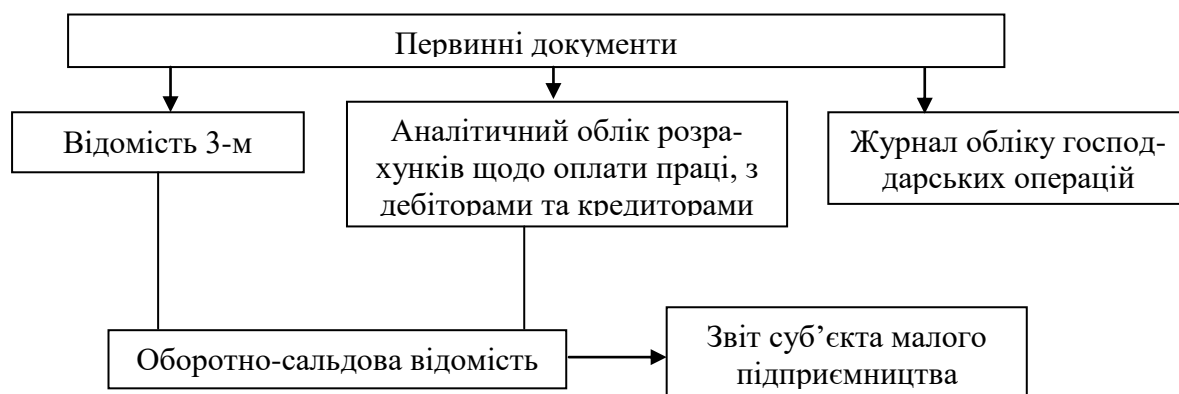 Первинні документи
Відомість 3-м
Аналітичний облік розра-
хунків щодо оплати праці, з
дебіторами та кредиторами
Журнал обліку господ-
дарських операцій
Оборотно-сальдова відомість
Звіт суб’єкта малого
підприємництва